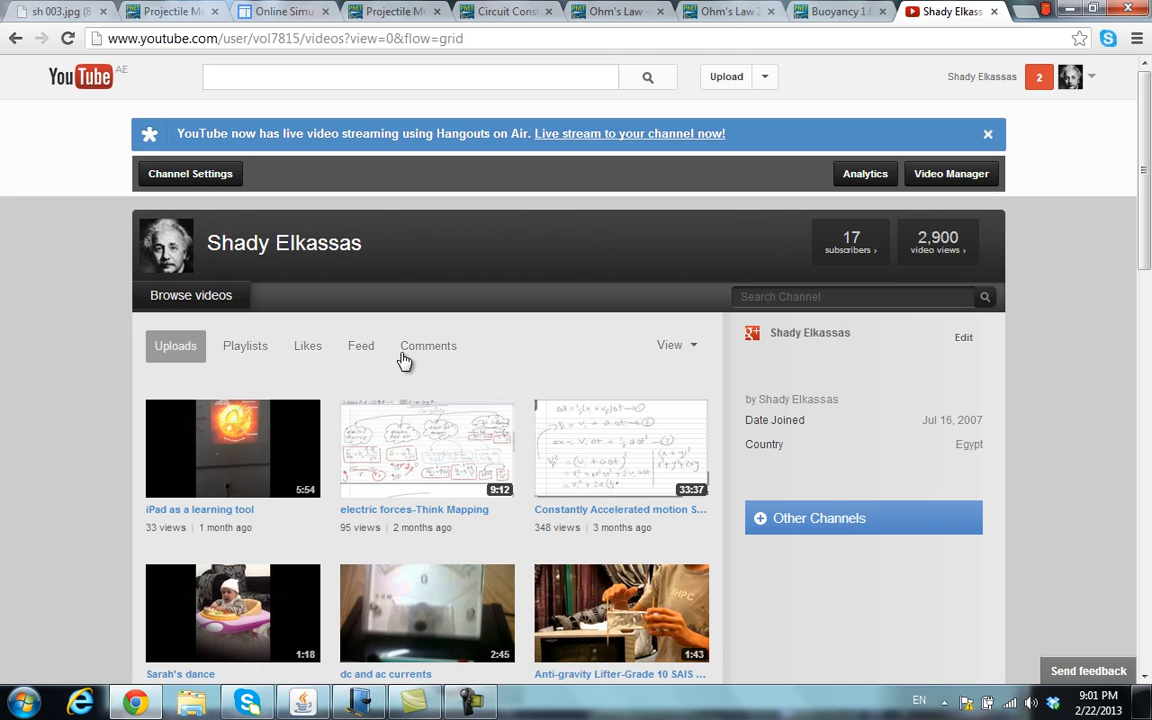 sh 003.jpg (8
Projectile Mo
Online Simu
Projectile Mo
Circuit Const
Ohm's Law -
Ohm's Law 2
Buoyancy 1.
Shady Elkass
www.youtube.com/user/vol7815/videos?view=0&flow=grid
YouTube AE
Upload
Shady Elkassas
2
YouTube now has live video streaming using Hangouts on Air. Live stream to your channel now!
Channel Settings
Analytics
Video Manager
Shady Elkassas
17
subscribers ›
2,900
video views ›
Browse videos
Search Channel
Uploads
Playlists
Likes
Feed
Comments
View
Shady Elkassas
Edit
by Shady Elkassas
Date Joined
Jul 16, 2007
Country
Egypt
Other Channels
5:54
9:12
33:37
iPad as a learning tool
electric forces-Think Mapping
Constantly Accelerated motion S...
33 views | 1 month ago
95 views | 2 months ago
348 views | 3 months ago
1:18
2:45
1:43
Sarah's dance
dc and ac currents
Anti-gravity Lifter-Grade 10 SAIS ...
Send feedback
EN
9:01 PM
2/22/2013